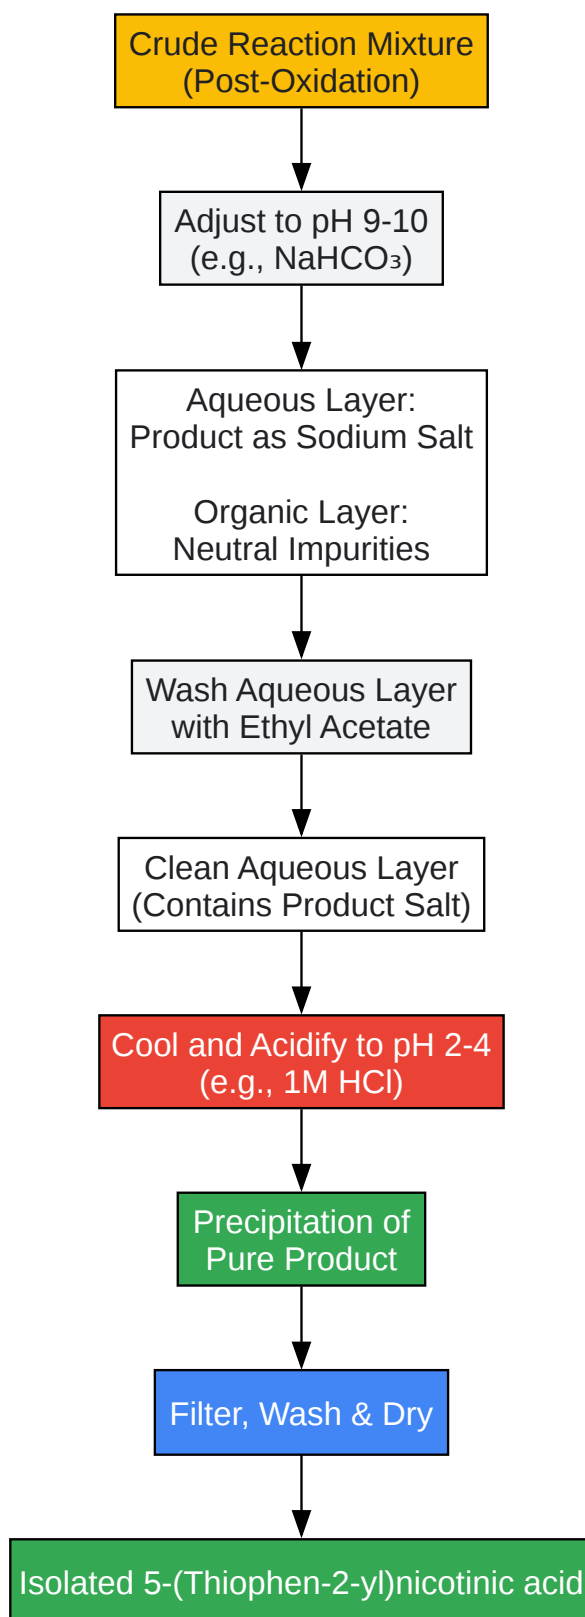 Crude Reaction Mixture
(Post-Oxidation)
Adjust to pH 9-10
(e.g., NaHCO₃)
Aqueous Layer:
Product as Sodium Salt
Organic Layer:
Neutral Impurities
Wash Aqueous Layer
with Ethyl Acetate
Clean Aqueous Layer
(Contains Product Salt)
Cool and Acidify to pH 2-4
(e.g., 1M HCl)
Precipitation of
Pure Product
Filter, Wash & Dry
Isolated 5-(Thiophen-2-yl)nicotinic acid